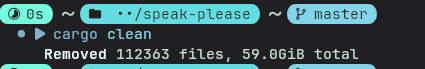 0s ~ ··/speak-please master
cargo clean
Removed 112363 files, 59.0GiB total